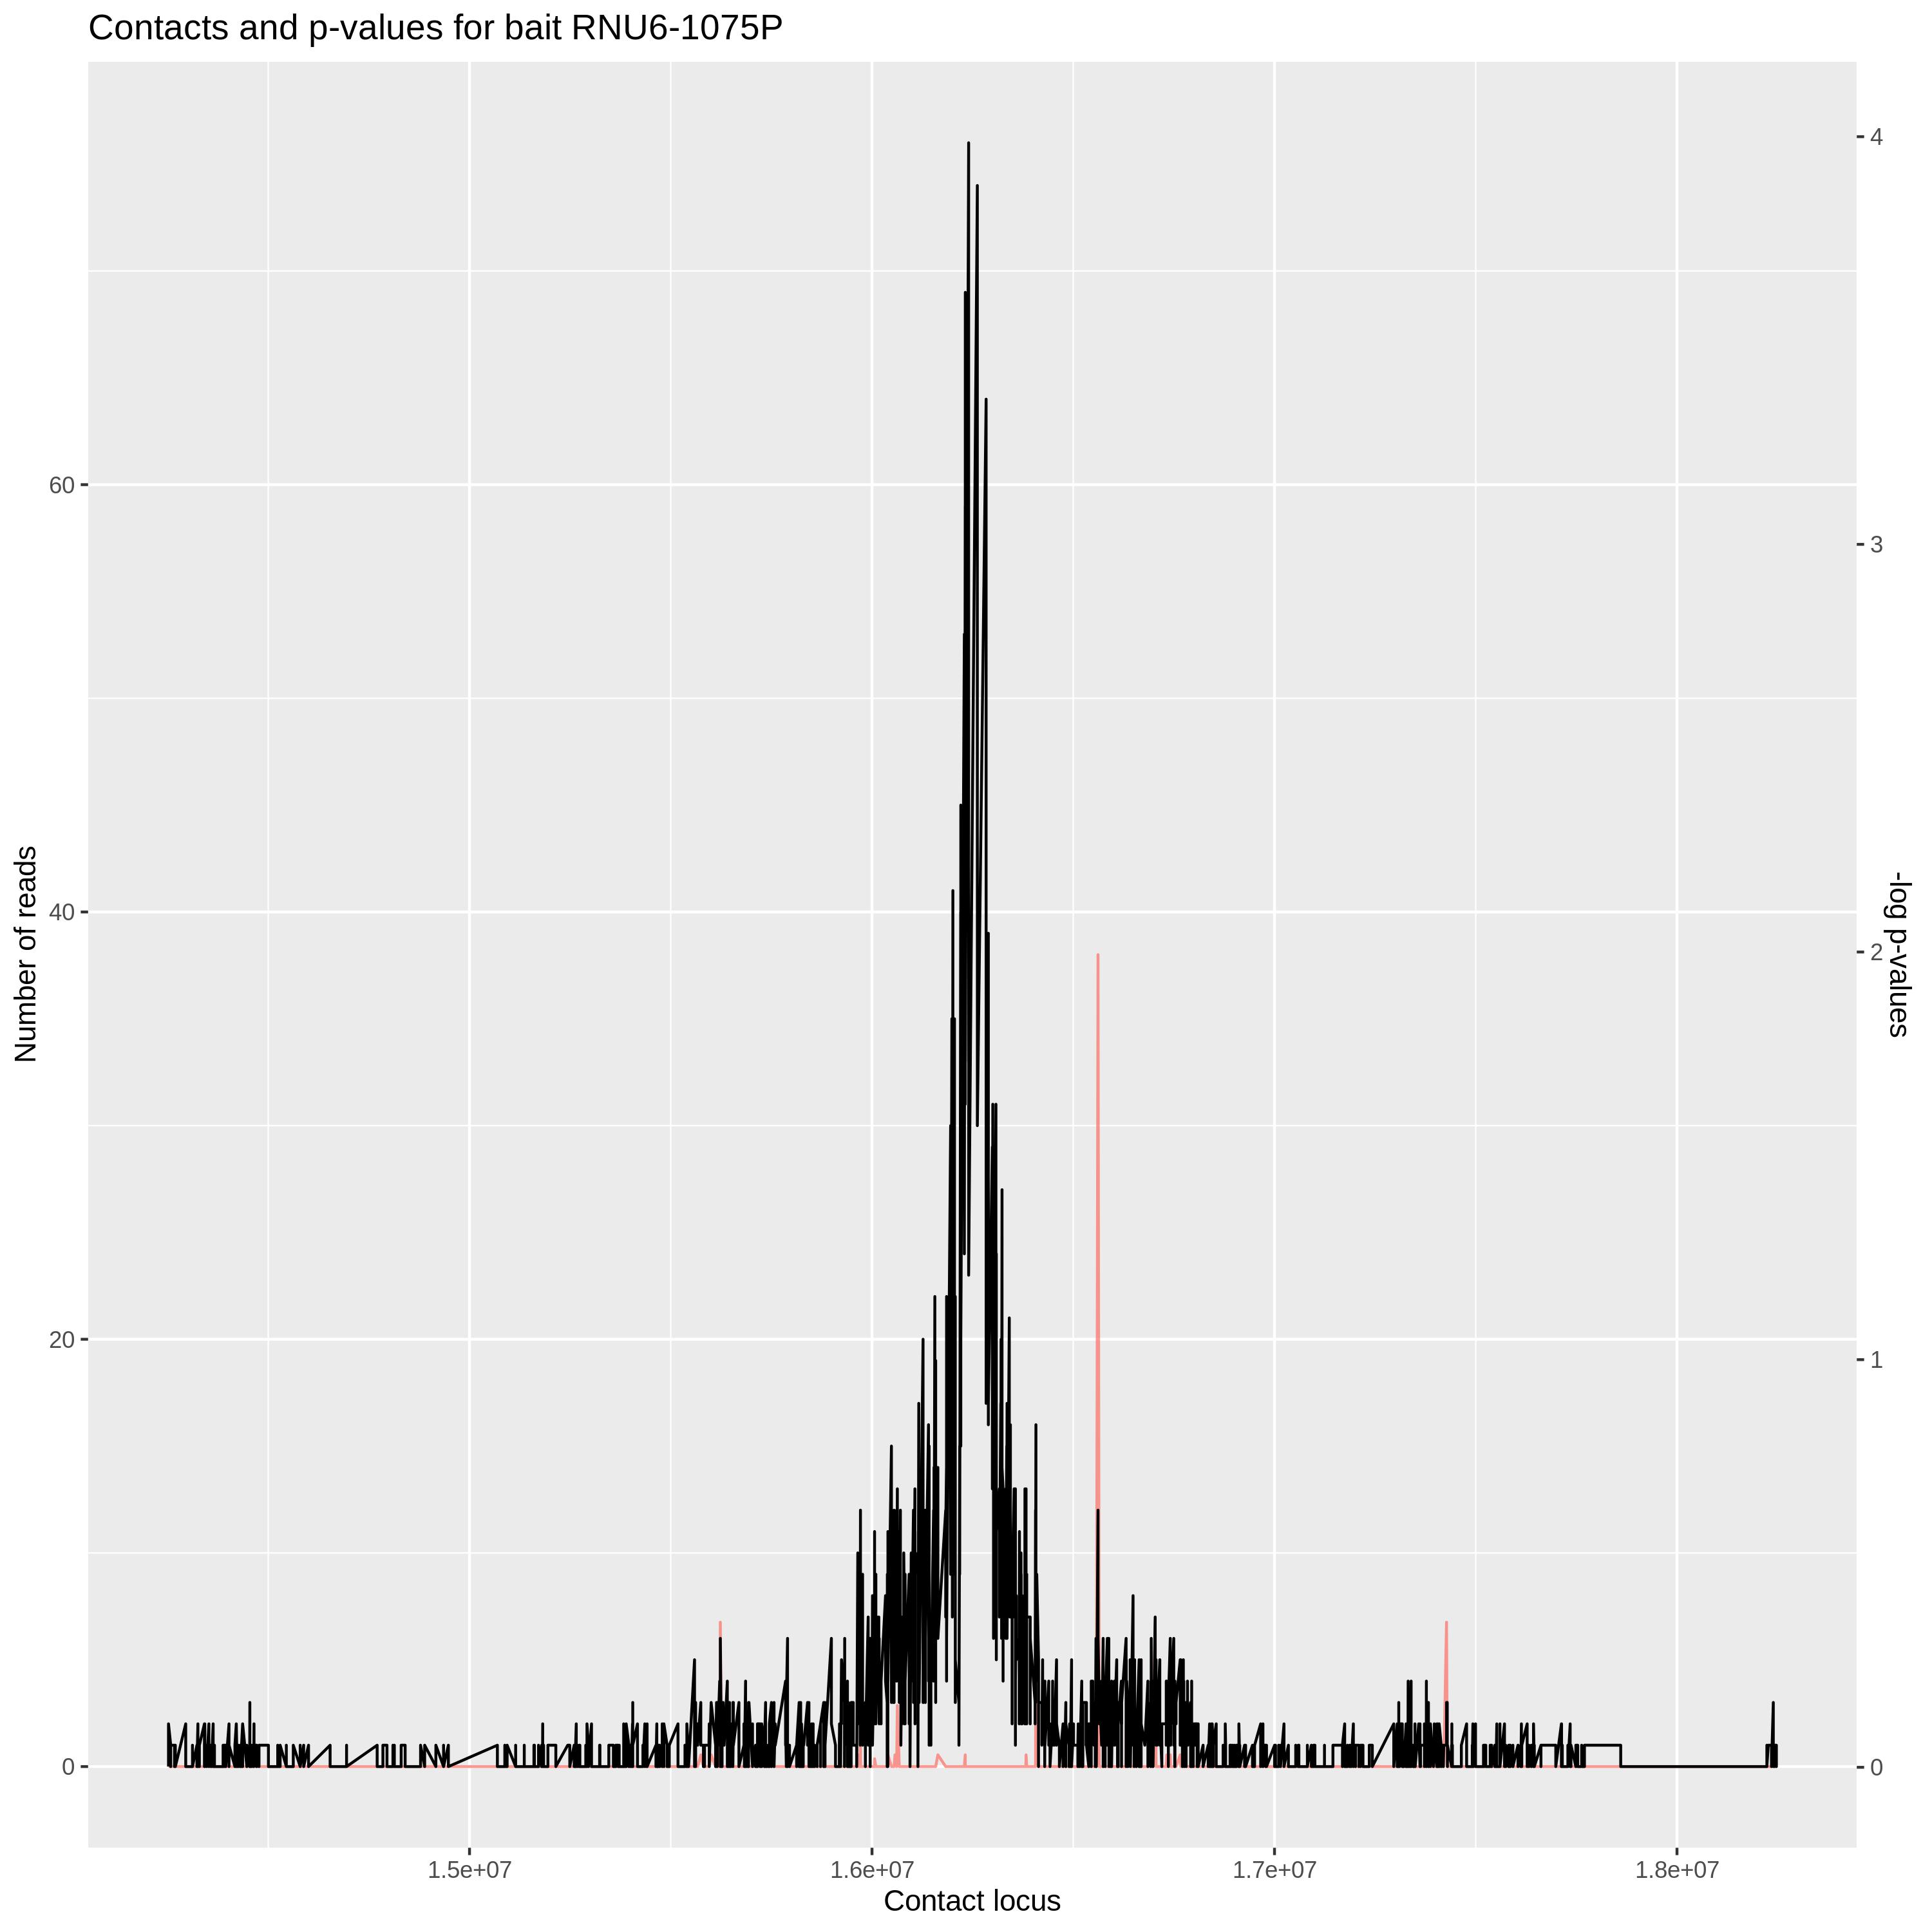 Contacts and p-values for bait RNU6-1075P
Number of reads
60
40
20
0
4
3
2
1
0
-log p-values
1.5e+07 1.6e+07 1.7e+07 1.8e+07
Contact locus